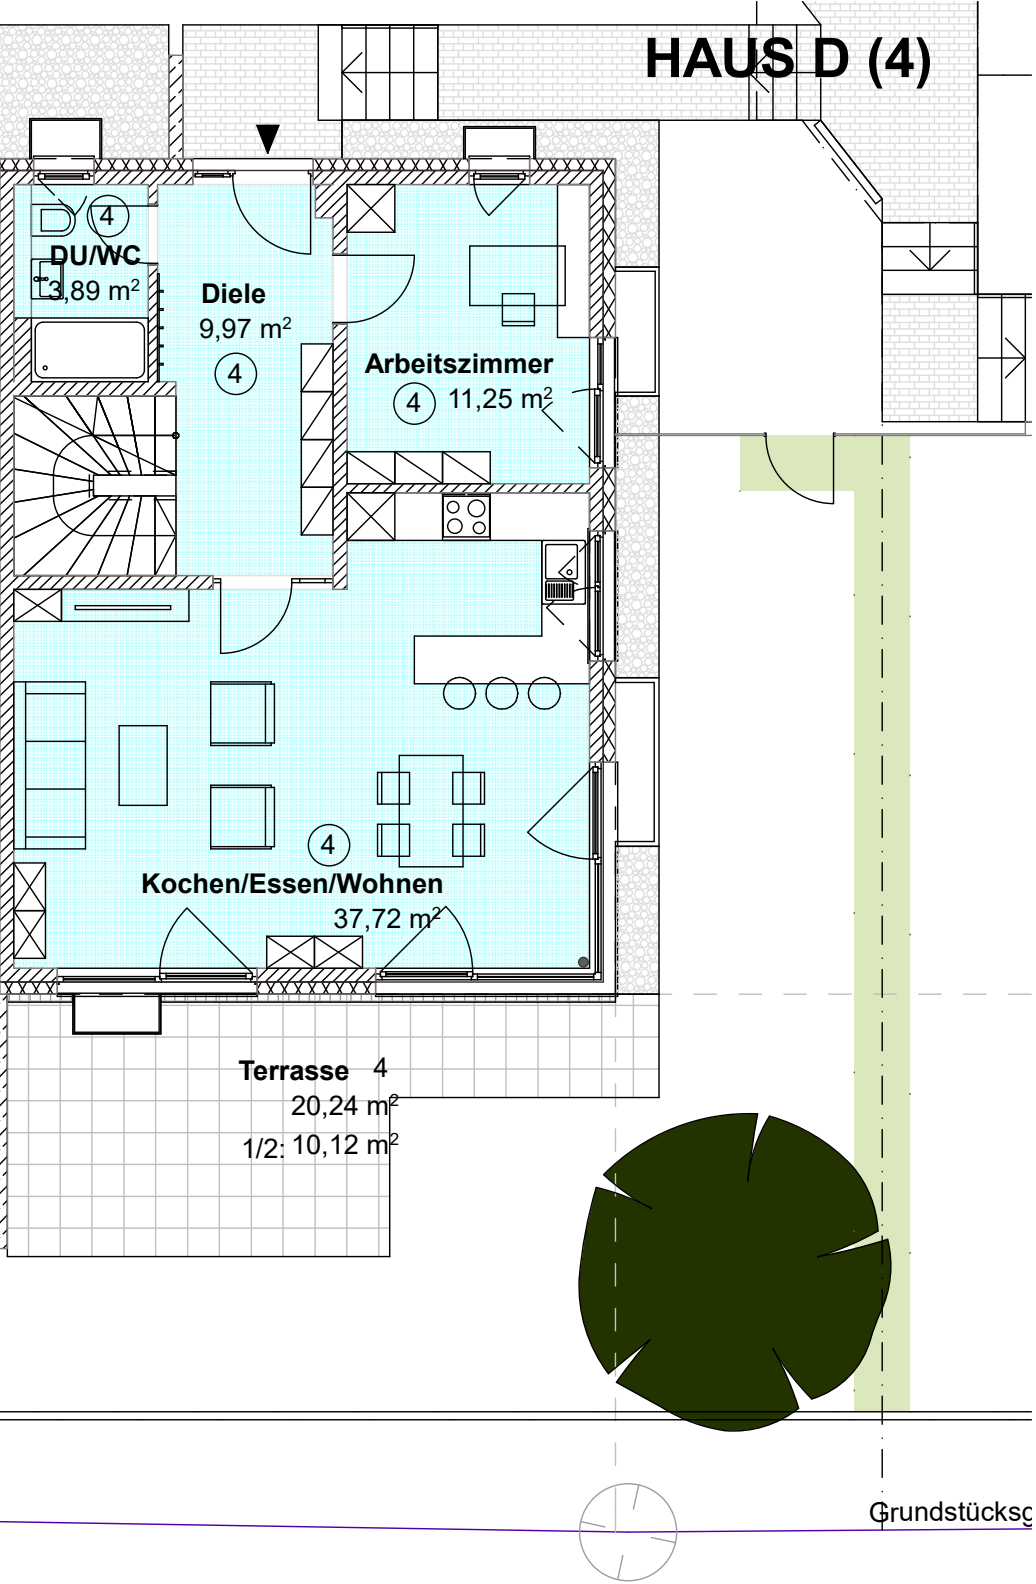 HAUS D (4)
4
DU/WC
3,89 m²
Diele
9,97 m²
4
Arbeitszimmer
4 11,25 m²
4
Kochen/Essen/Wohnen
37,72 m²
Terrasse 4
20,24 m²
1/2: 10,12 m²
Grundstücksg